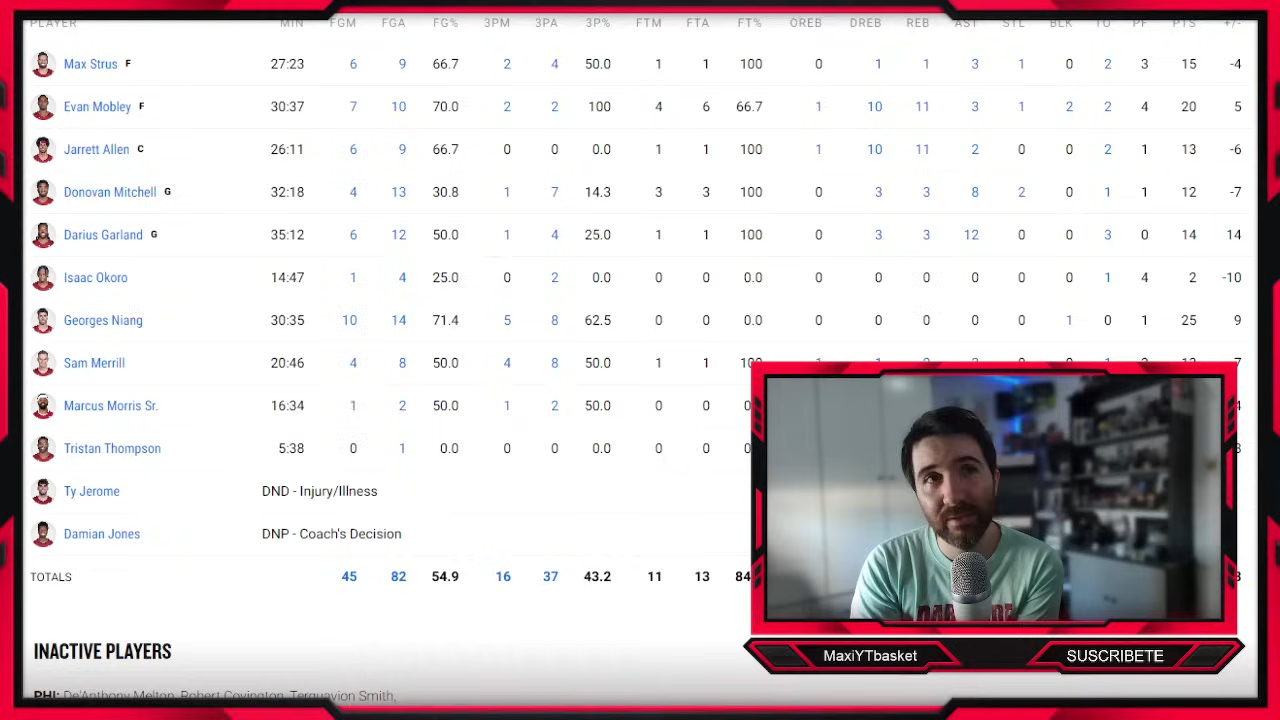 PLAYER MIN FGM FGA FG% 3PM 3PA 3P% FTM FTA FT% OREB DREB REB AST STL BLK TO PF PTS +/-
Max Strus F 27:23 6 9 66.7 2 4 50.0 1 1 100 0 1 1 3 1 0 2 3 15 -4
Evan Mobley F 30:37 7 10 70.0 2 2 100 4 6 66.7 1 10 11 3 1 2 2 4 20 5
Jarrett Allen C 26:11 6 9 66.7 0 0 0.0 1 1 100 1 10 11 2 0 0 2 1 13 -6
Donovan Mitchell G 32:18 4 13 30.8 1 7 14.3 3 3 100 0 3 3 8 2 0 1 1 12 -7
Darius Garland G 35:12 6 12 50.0 1 4 25.0 1 1 100 0 3 3 12 0 0 3 0 14 14
Isaac Okoro 14:47 1 4 25.0 0 2 0.0 0 0 0.0 0 0 0 0 0 0 1 4 2 -10
Georges Niang 30:35 10 14 71.4 5 8 62.5 0 0 0.0 0 0 0 0 0 1 0 1 25 9
Sam Merrill 20:46 4 8 50.0 4 8 50.0 1 1 100
Marcus Morris Sr. 16:34 1 2 50.0 1 2 50.0 0 0
Tristan Thompson 5:38 0 1 0.0 0 0 0.0 0 0
Ty Jerome DND - Injury/Illness
Damian Jones DNP - Coach's Decision
TOTALS 45 82 54.9 16 37 43.2 11 13 84
INACTIVE PLAYERS
PHI: De'Anthony Melton, Robert Covington, Terquavion Smith,
MaxiYTbasket SUSCRIBETE